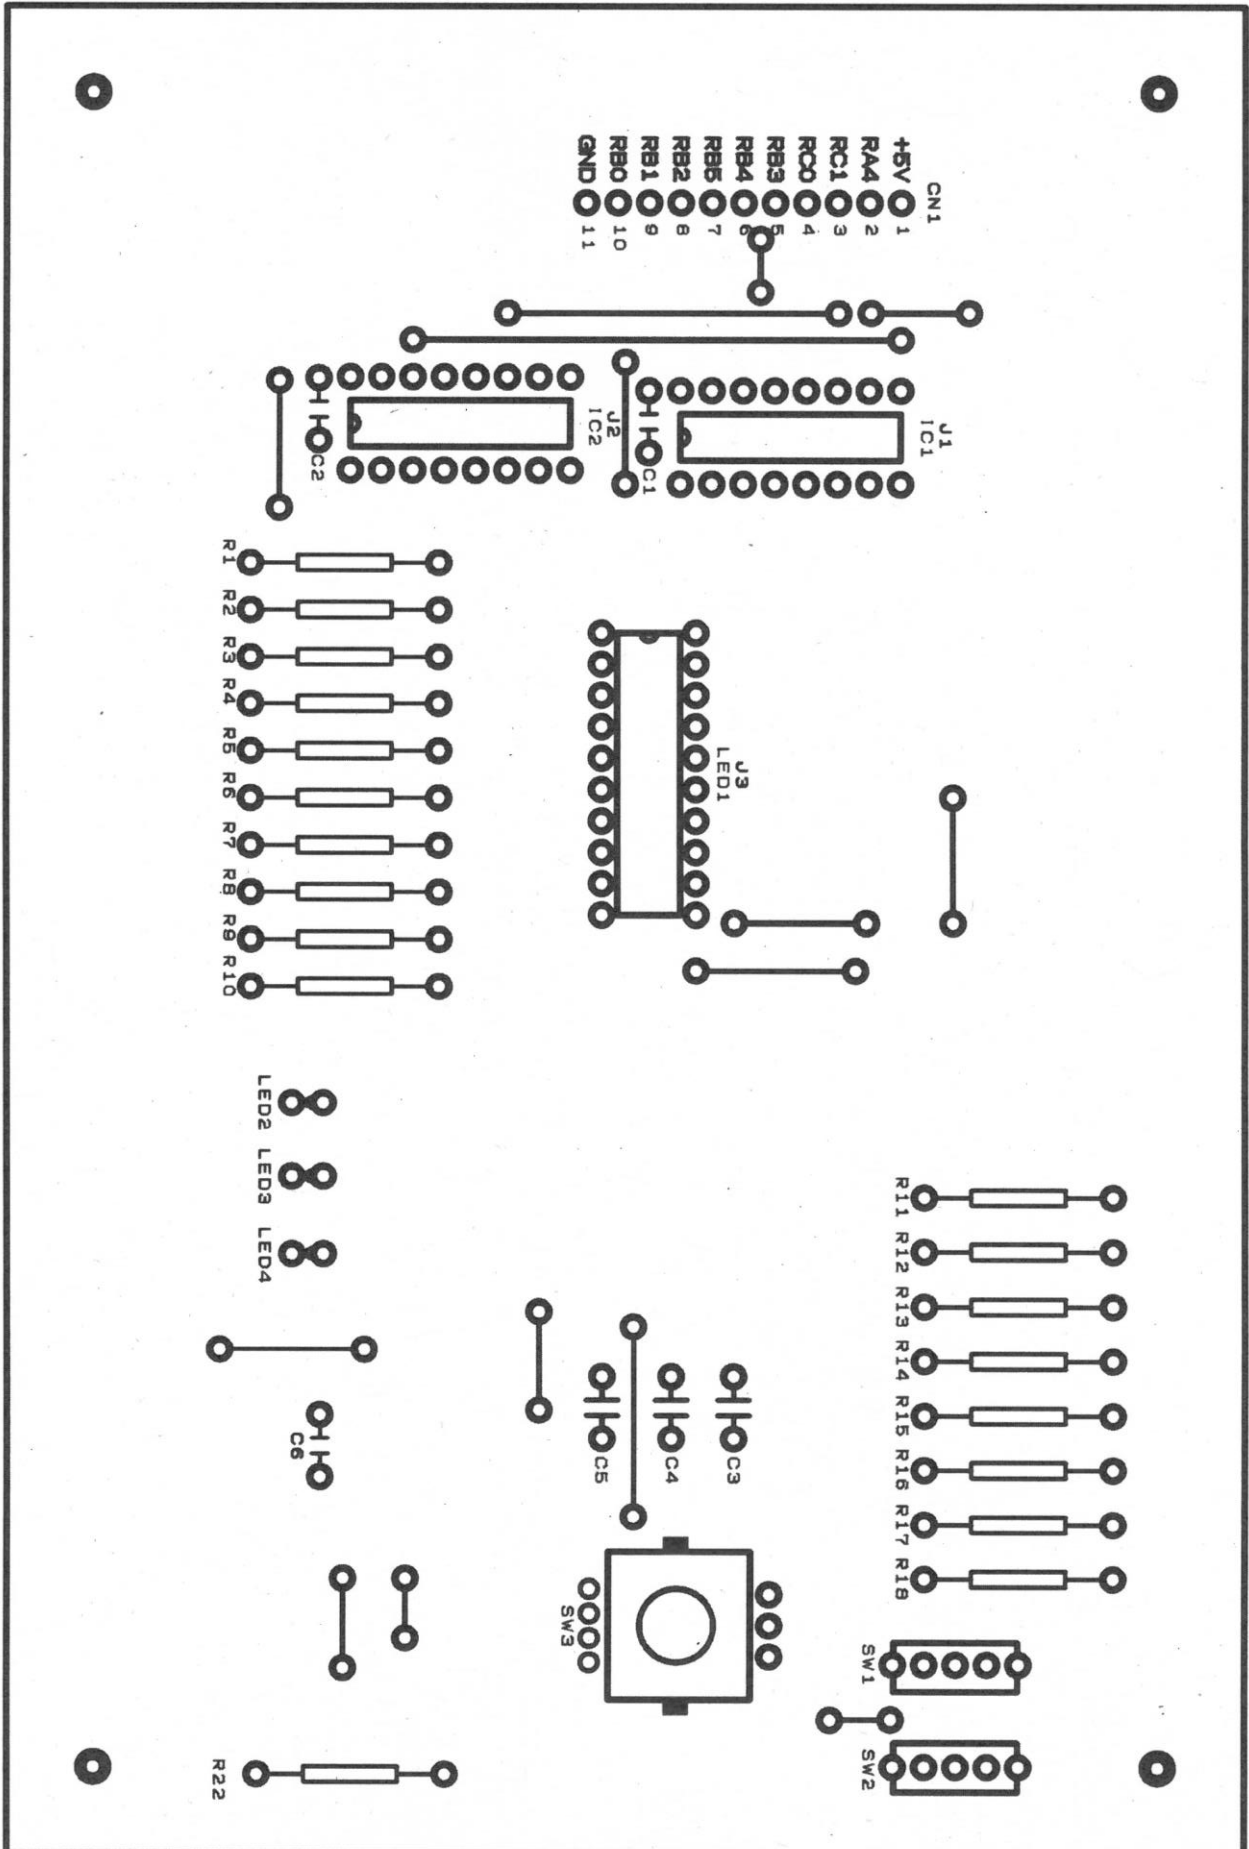 CN1
+5V 1
RA4 2
RC1 3
RC0 4
RB3 5
RB4 6
RB5 7
RB2 8
RB1 9
RB0 10
GND 11
J1
IC1
C1
J2
IC2
C2
R1
R2
R3
R4
R5
R6
R7
R8
R9
R10
J3
LED1
LED2
LED3
LED4
R11
R12
R13
R14
R15
R16
R17
R18
C3
C4
C5
C6
SW3
SW1
SW2
R22